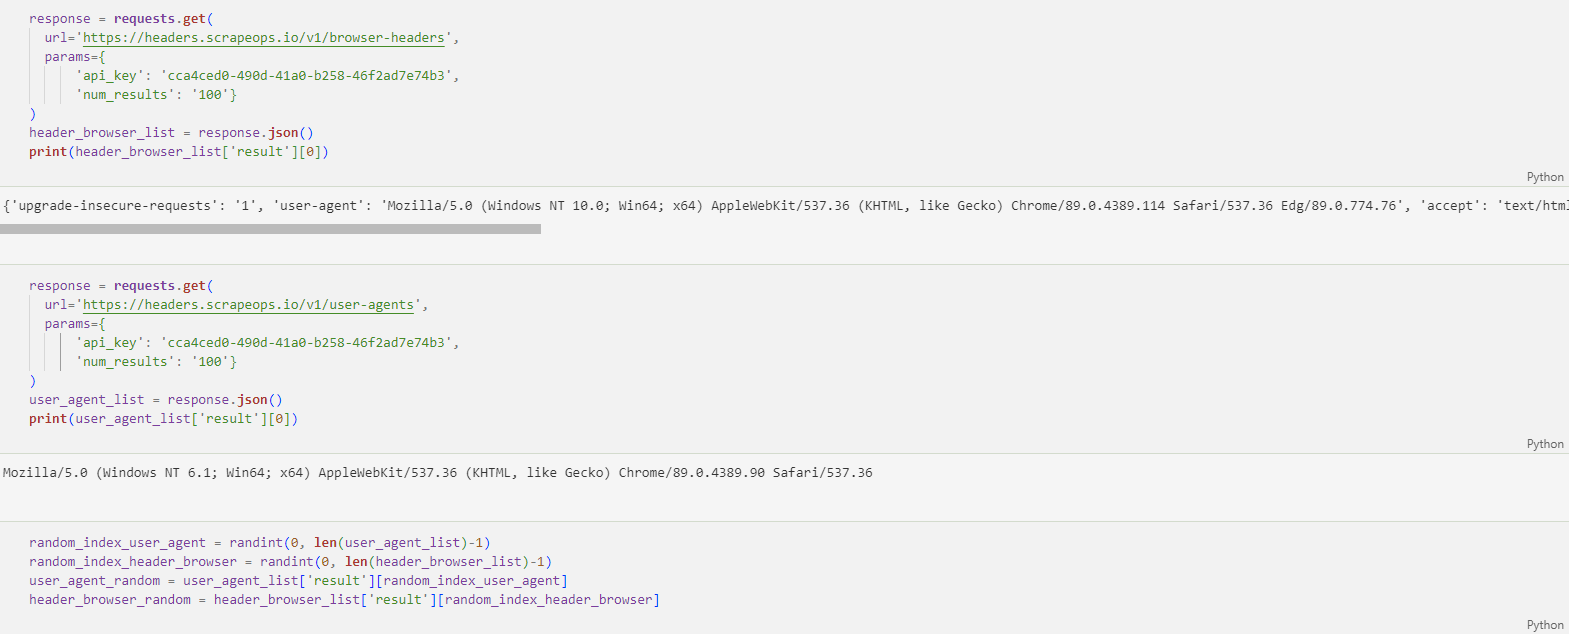 response = requests.get(
url='https://headers.scrapeops.io/v1/browser-headers',
params={
'api_key': 'cca4ced0-490d-41a0-b258-46f2ad7e74b3',
'num_results': '100'}
)
header_browser_list = response.json()
print(header_browser_list['result'][0])
Python
{'upgrade-insecure-requests': '1', 'user-agent': 'Mozilla/5.0 (Windows NT 10.0; Win64; x64) AppleWebKit/537.36 (KHTML, like Gecko) Chrome/89.0.4389.114 Safari/537.36 Edg/89.0.774.76', 'accept': 'text/html
response = requests.get(
url='https://headers.scrapeops.io/v1/user-agents',
params={
'api_key': 'cca4ced0-490d-41a0-b258-46f2ad7e74b3',
'num_results': '100'}
)
user_agent_list = response.json()
print(user_agent_list['result'][0])
Python
Mozilla/5.0 (Windows NT 6.1; Win64; x64) AppleWebKit/537.36 (KHTML, like Gecko) Chrome/89.0.4389.90 Safari/537.36
random_index_user_agent = randint(0, len(user_agent_list)-1)
random_index_header_browser = randint(0, len(header_browser_list)-1)
user_agent_random = user_agent_list['result'][random_index_user_agent]
header_browser_random = header_browser_list['result'][random_index_header_browser]
Python